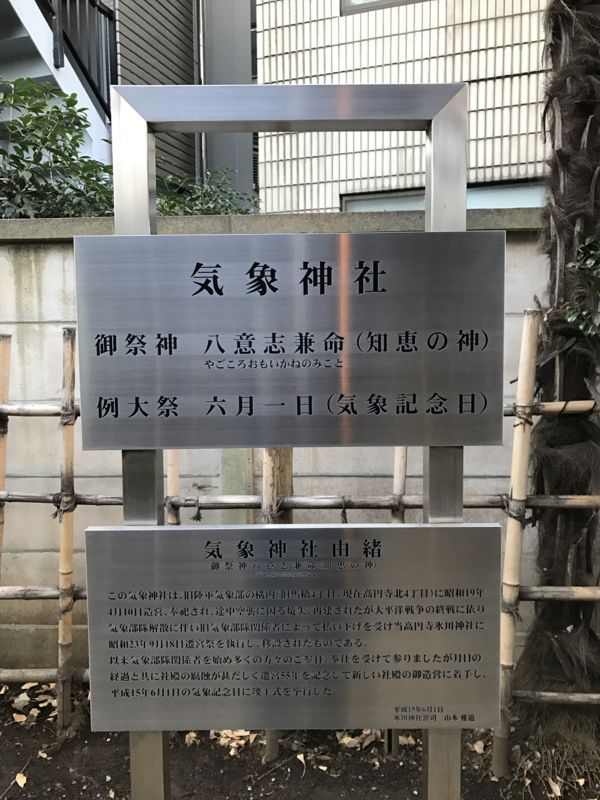 気象神社
御祭神 八意志兼命(知恵の神)
やごころおもいかねのみこと
例大祭 六月一日(気象記念日)
気象神社由緒
御祭神八意志兼命(知恵の神)
この気象神社は、旧陸軍気象部の構内(旧馬橋4丁目、現在高円寺北4丁目)に昭和19年
4月10日造営、奉祀され、途中空襲に因る焼失、再建されたが太平洋戦争の終戦に依り
気象部隊解散に伴い旧気象部隊関係者によって払い下げを受け当高円寺氷川神社に
昭和23年9月18日遷宮祭を執行し、移設されたものである。
以来気象部隊関係者を始め多くの方々のご参拝、奉仕を受けて参りましたが月日の
経過と共に社殿の腐蝕が甚だしく遷宮55年を記念して新しい社殿の御造営に着手し、
平成15年6月1日の気象記念日に竣工式を挙行した。
平成15年6月1日
氷川神社宮司 山本 雅道